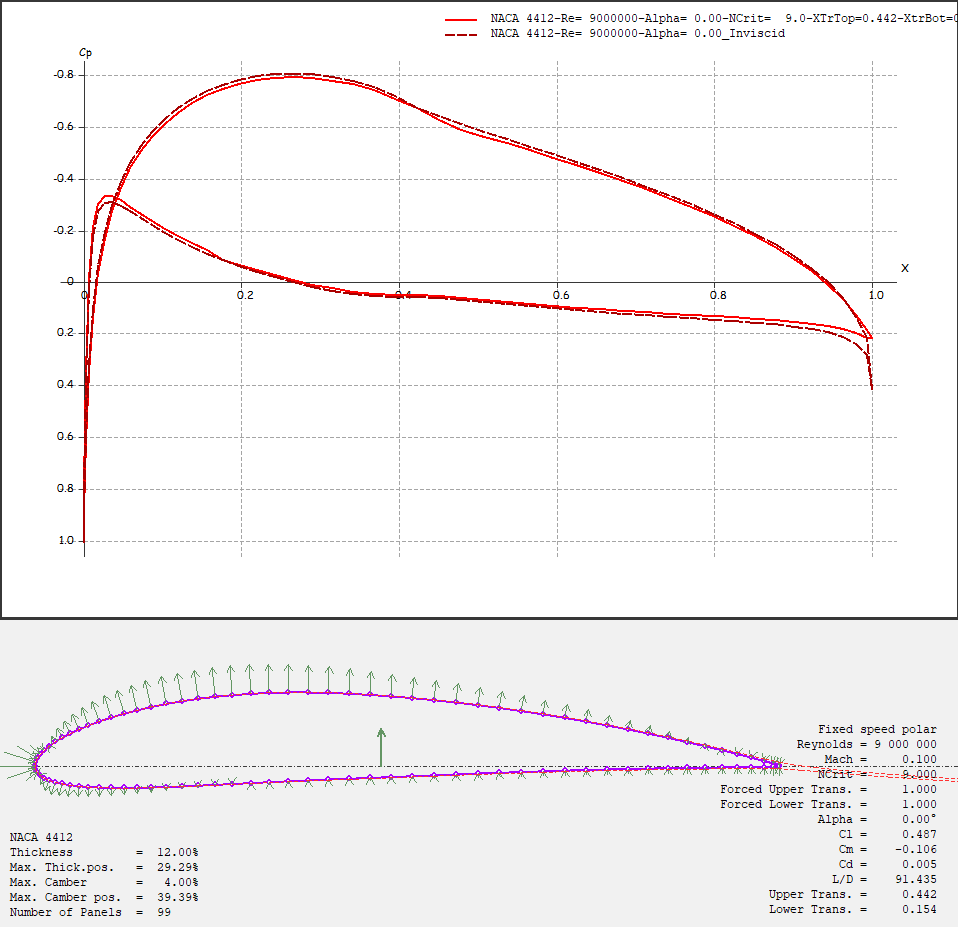 NACA 4412-Re= 9000000-Alpha= 0.00-NCrit=  9.0-XTrTop=0.442-XtrBot=0
NACA 4412-Re= 9000000-Alpha= 0.00_Inviscid
Cp
-0.8
-0.6
-0.4
-0.2
-0
X
0 0.2 0.4 0.6 0.8 1.0
0.2
0.4
0.6
0.8
1.0
Fixed speed polar
Reynolds = 9 000 000
Mach = 0.100
NCrit = 9.000
Forced Upper Trans. = 1.000
Forced Lower Trans. = 1.000
Alpha = 0.00°
Cl = 0.487
Cm = -0.106
Cd = 0.005
L/D = 91.435
Upper Trans. = 0.442
Lower Trans. = 0.154
NACA 4412
Thickness = 12.00%
Max. Thick.pos. = 29.29%
Max. Camber = 4.00%
Max. Camber pos. = 39.39%
Number of Panels = 99